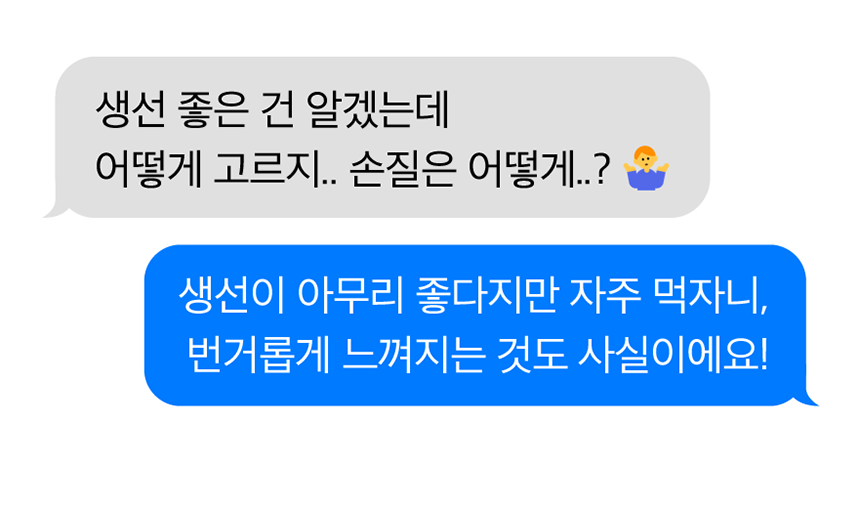 생선 좋은 건 알겠는데
어떻게 고르지.. 손질은 어떻게..? 🤷‍♂️
생선이 아무리 좋다지만 자주 먹자니,
번거롭게 느껴지는 것도 사실이에요!